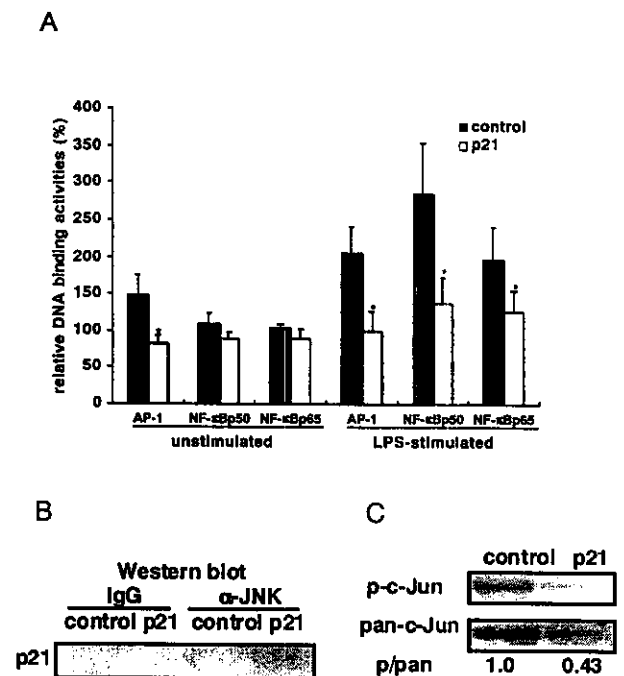 A
400
350
300
250
200
150
100
50
0
relative DNA binding activities (%)
control
p21
AP-1 NF-κBp50 NF-κBp65 AP-1 NF-κBp50 NF-κBp65
unstimulated LPS-stimulated
B
Western blot
IgG α-JNK
control p21 control p21
p21
C
control p21
p-c-Jun
pan-c-Jun
p/pan 1.0 0.43